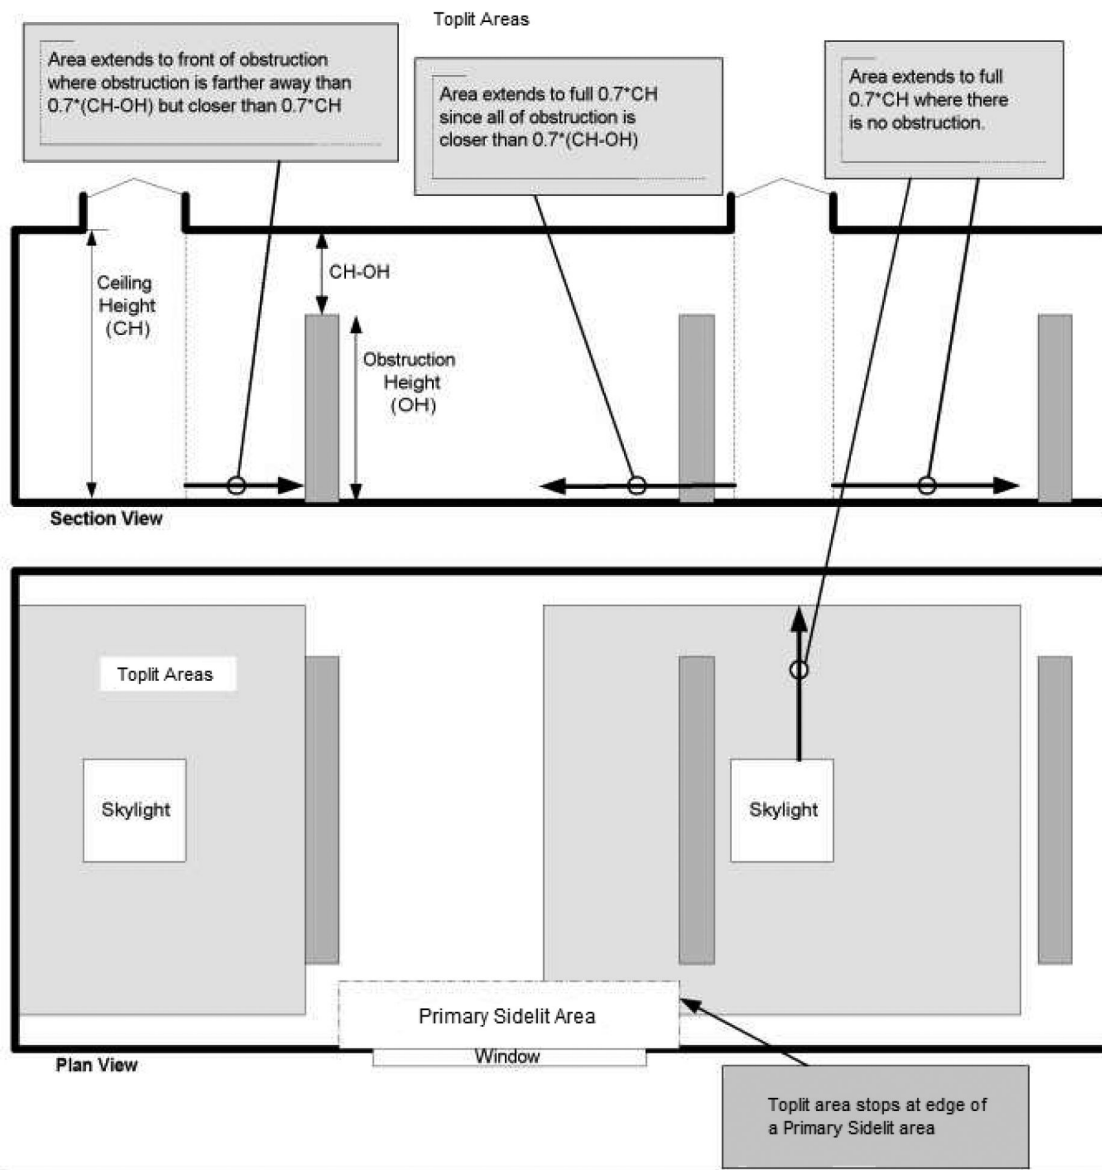 Toplit Areas
Area extends to front of obstruction
where obstruction is farther away than
0.7*(CH-OH) but closer than 0.7*CH
Area extends to full 0.7*CH
since all of obstruction is
closer than 0.7*(CH-OH)
Area extends to full
0.7*CH where there
is no obstruction.
Ceiling
Height
(CH)
CH-OH
Obstruction
Height
(OH)
Section View
Toplit Areas
Skylight
Skylight
Primary Sidelit Area
Window
Plan View
Toplit area stops at edge of
a Primary Sidelit area